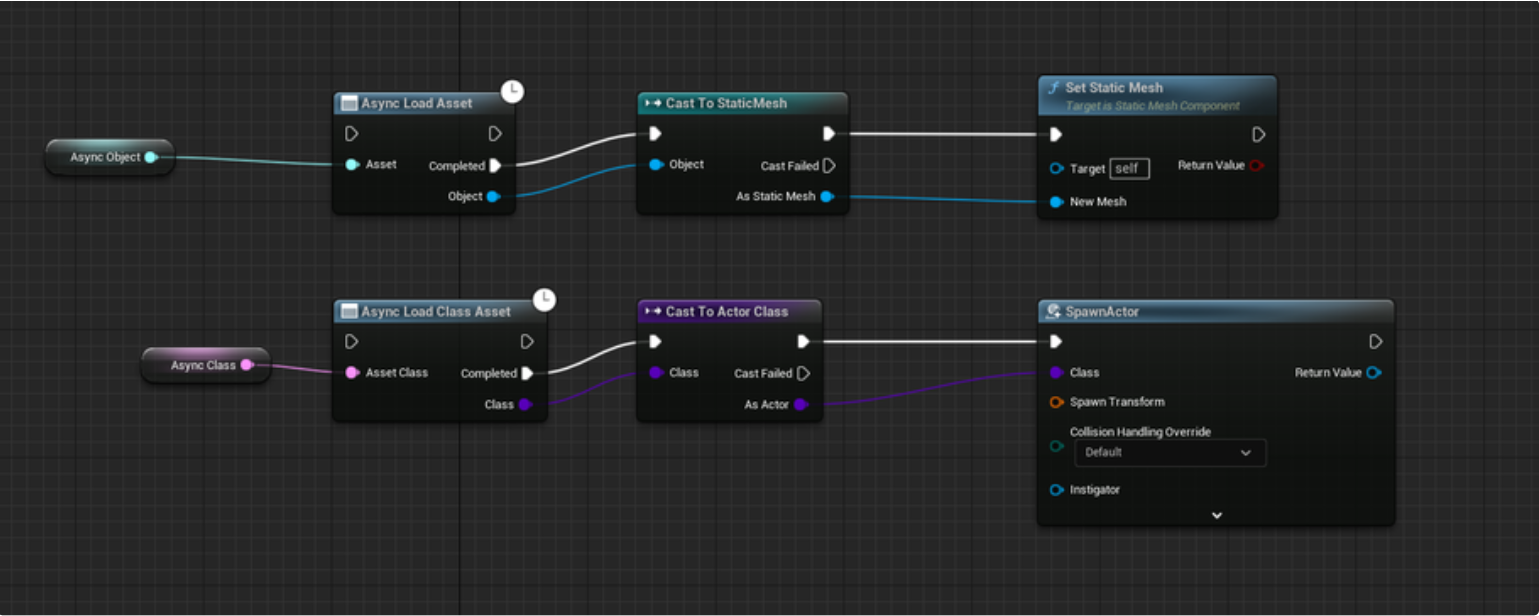 Async Object
Async Load Asset
Asset
Completed
Object
Cast To StaticMesh
Object
Cast Failed
As Static Mesh
Set Static Mesh
Target is Static Mesh Component
Target self
Return Value
New Mesh
Async Class
Async Load Class Asset
Asset Class
Completed
Class
Cast To Actor Class
Class
Cast Failed
As Actor
SpawnActor
Class
Return Value
Spawn Transform
Collision Handling Override
Default
Instigator